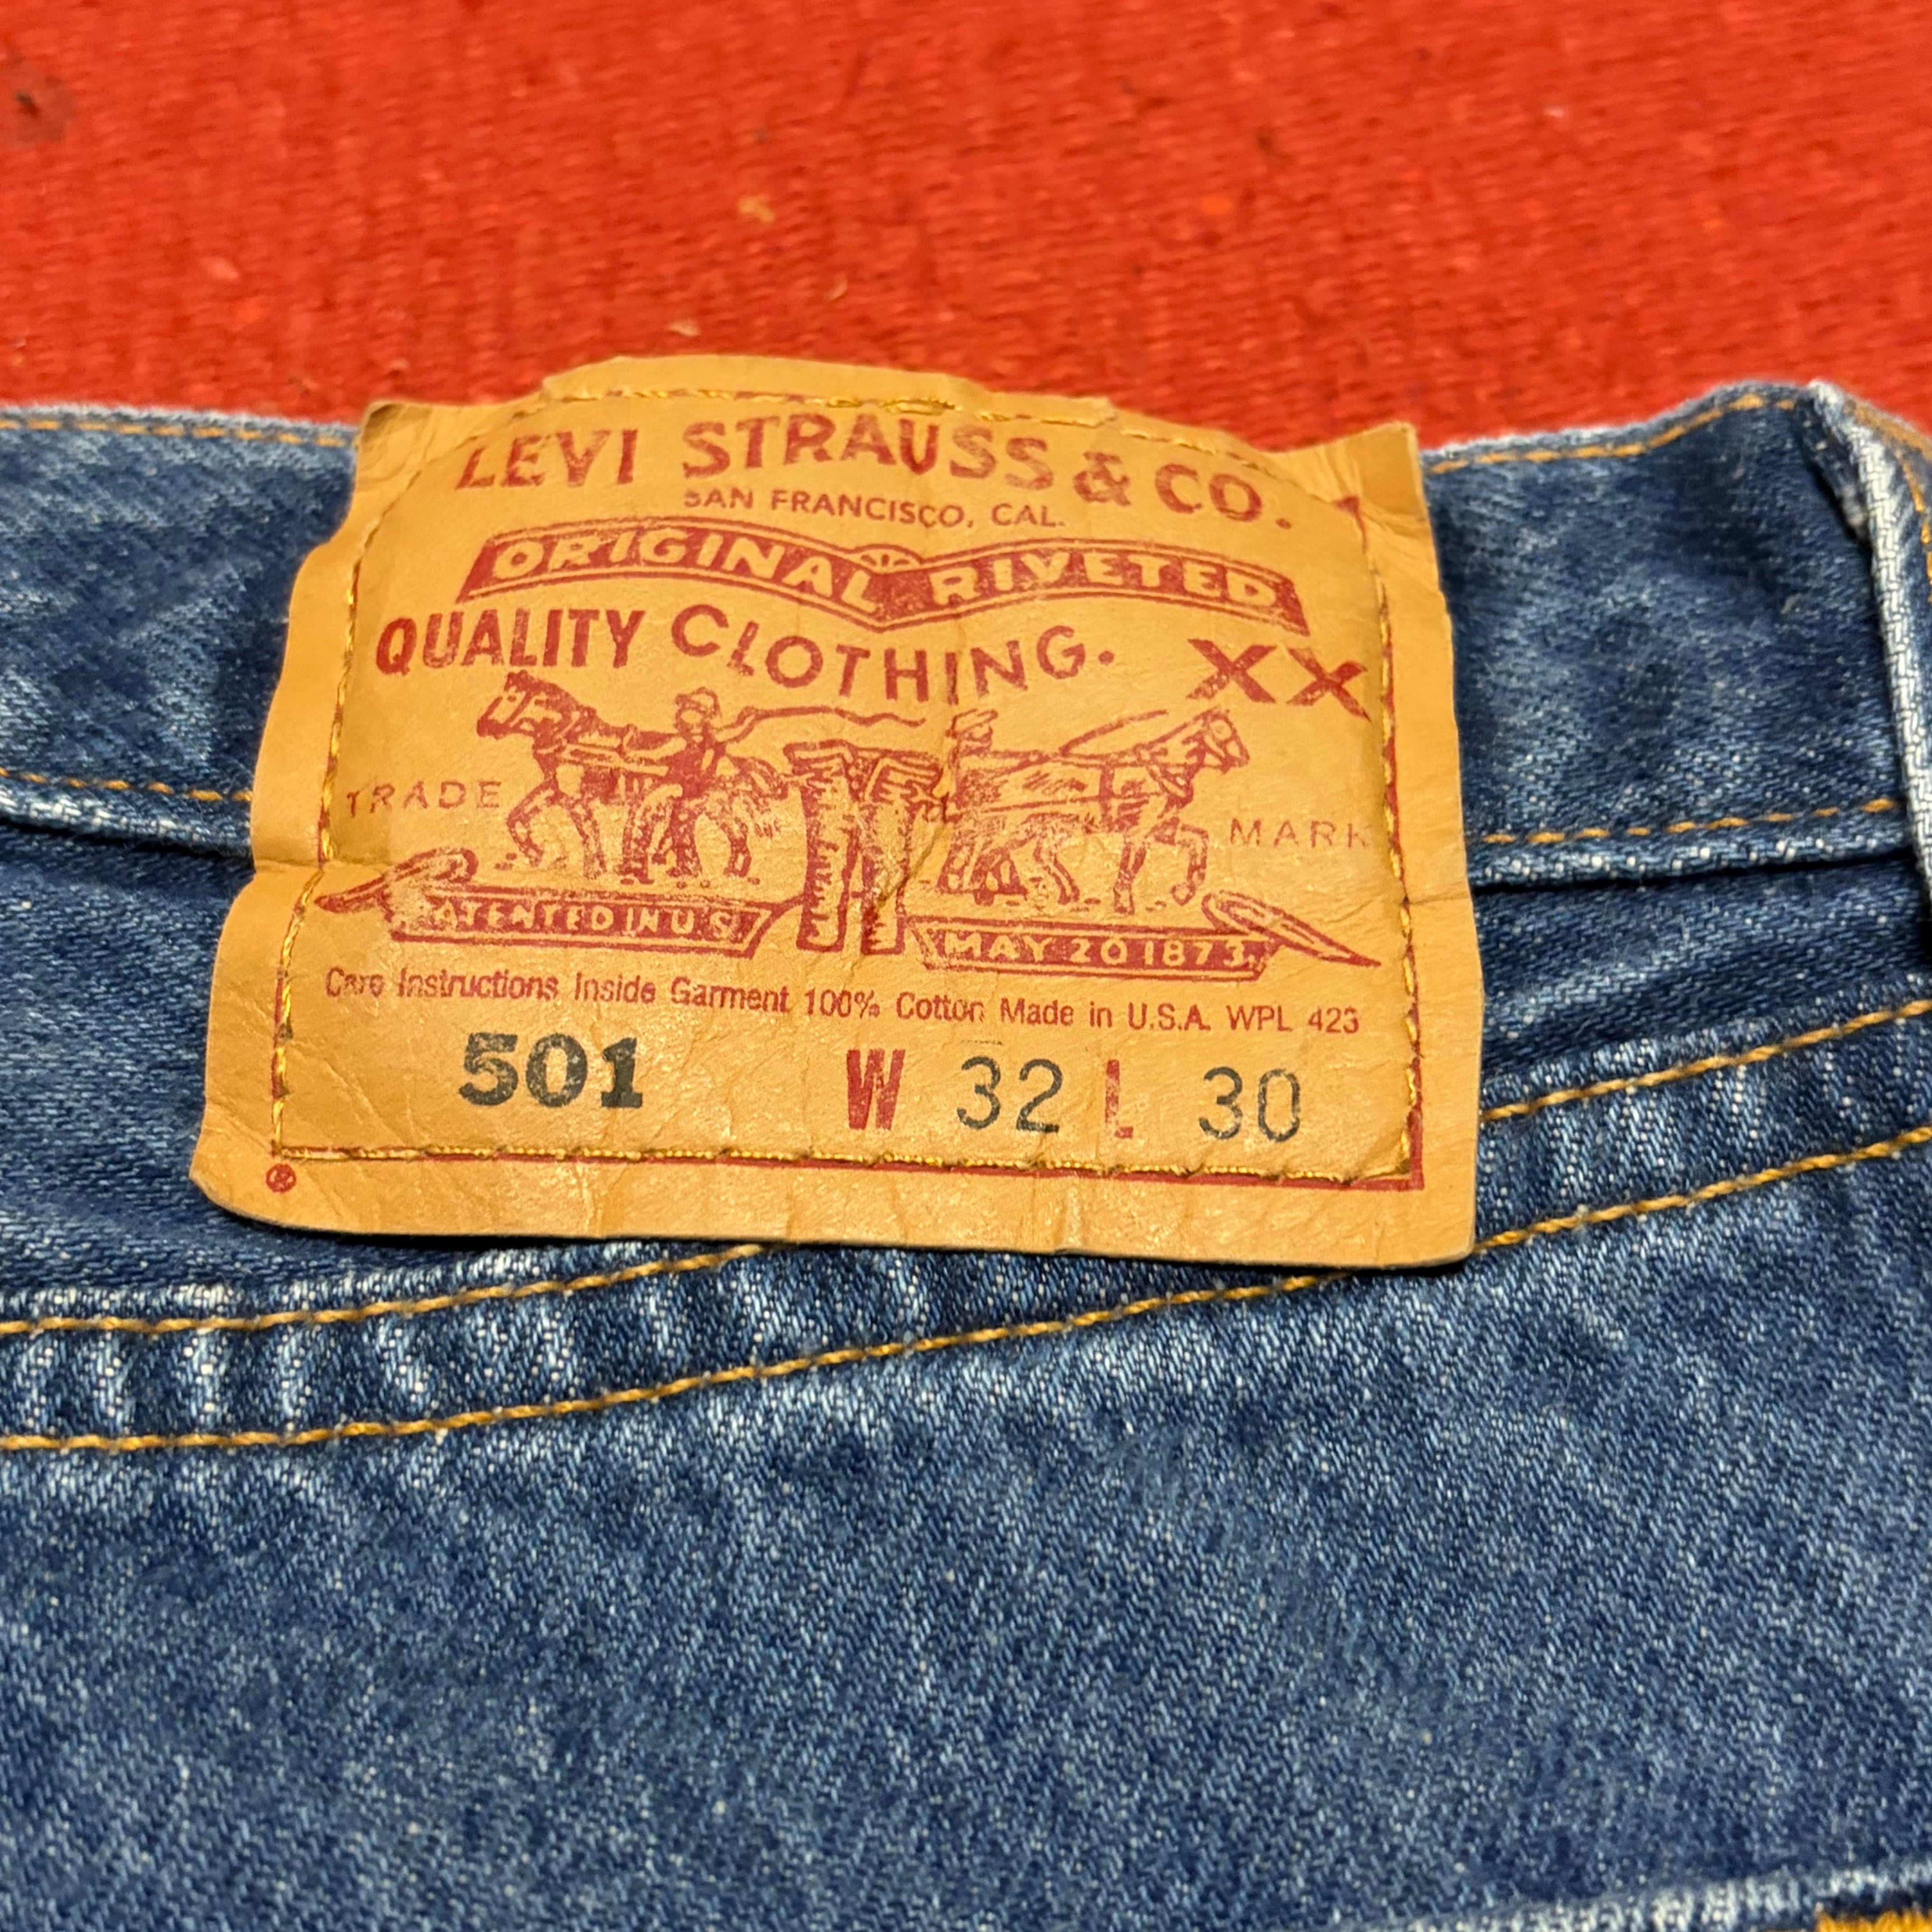 LEVI STRAUSS & CO.
SAN FRANCISCO, CAL.
ORIGINAL RIVETED
QUALITY CLOTHING. XX
TRADE MARK
PATENTED IN U.S. MAY 20 1873.
Care Instructions Inside Garment 100% Cotton Made in U.S.A. WPL 423
501 W 32 L 30
®